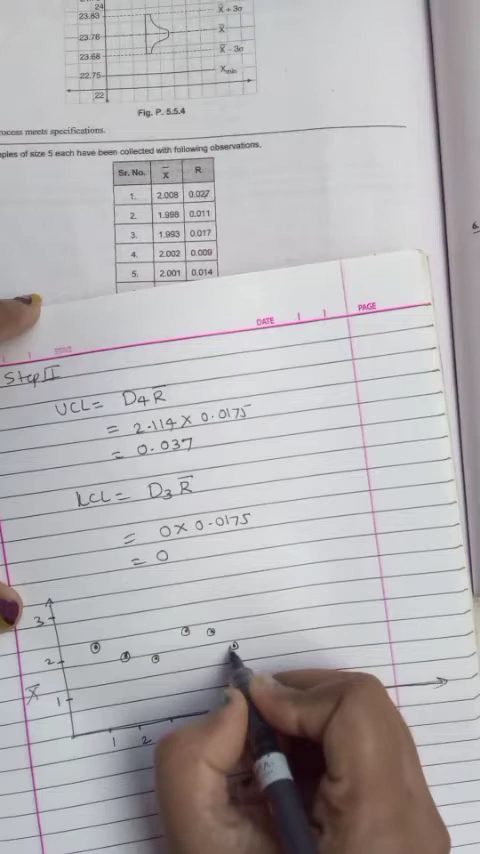 24
23.83
X̄ + 3σ
23.76
X̄
23.68
X̄ - 3σ
22.75
Xmin
22
Fig. P. 5.5.4
rocess meets specifications.
ples of size 5 each have been collected with following observations.
Sr. No. X̄ R
1. 2.008 0.027
2. 1.998 0.011
3. 1.993 0.017
4. 2.002 0.009
5. 2.001 0.014
6.
DATE PAGE
Step II
UCL = D4 R̄
= 2.114 × 0.0175
= 0.037
LCL = D3 R̄
= 0 × 0.0175
= 0
3
2
X̄
1
1 2